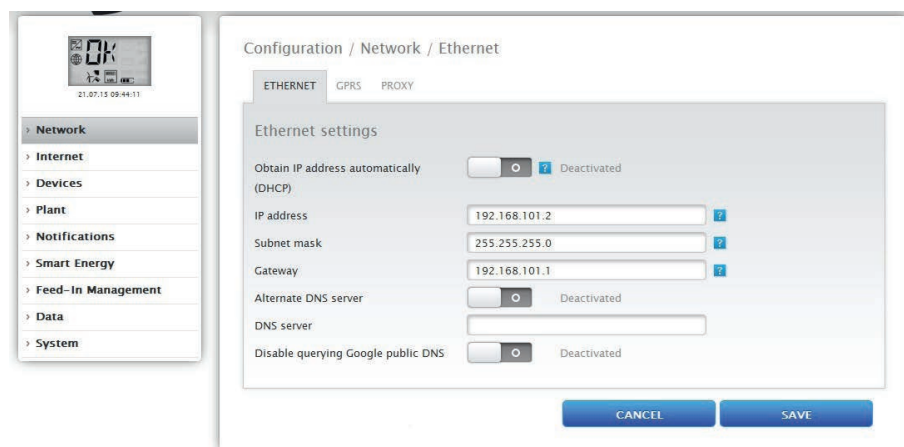 OK
21.07.15 09:44:11
› Network
› Internet
› Devices
› Plant
› Notifications
› Smart Energy
› Feed-In Management
› Data
› System
Configuration / Network / Ethernet
ETHERNET GPRS PROXY
Ethernet settings
Obtain IP address automatically
(DHCP)
? Deactivated
IP address 192.168.101.2 ?
Subnet mask 255.255.255.0 ?
Gateway 192.168.101.1 ?
Alternate DNS server Deactivated
DNS server
Disable querying Google public DNS Deactivated
CANCEL SAVE